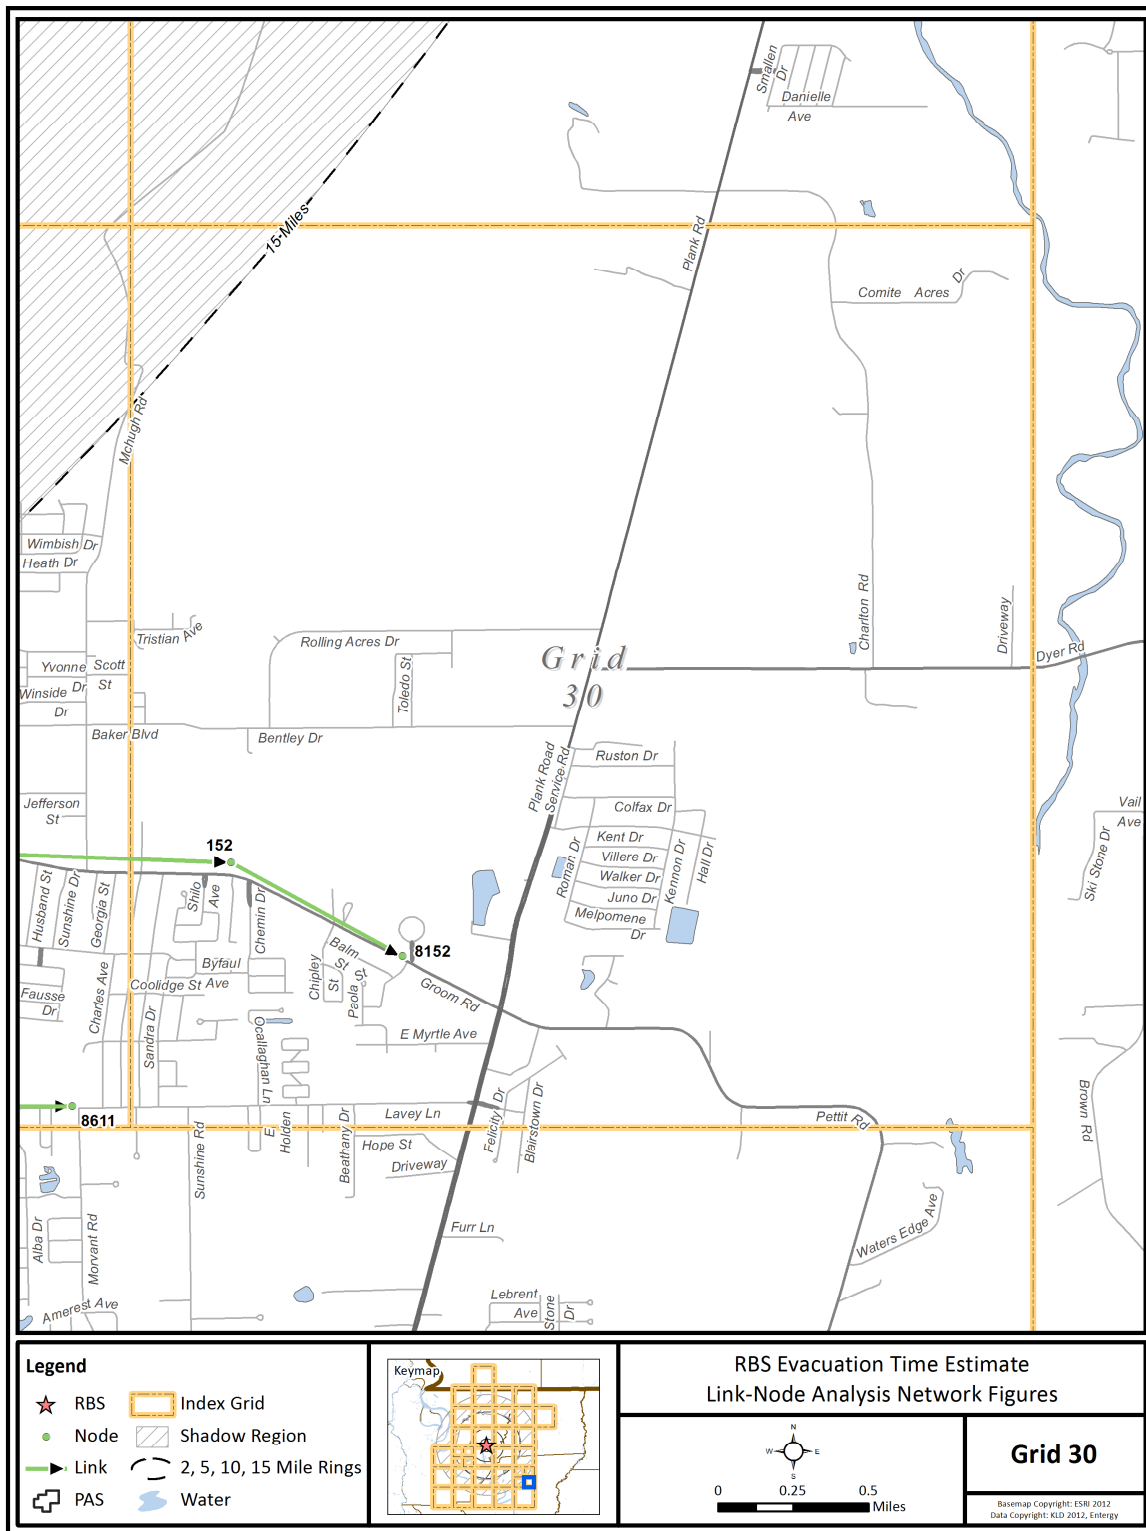 Smallen
Dr
Danielle
Ave
15 Miles
Plank Rd
Comite Acres Dr
Mchugh Rd
Wimbish Dr
Heath Dr
Charlton Rd
Driveway
Tristian Ave
Rolling Acres Dr
Grid
30
Dyer Rd
Yvonne
Dr
Scott
St
Winside
Dr
Toledo St
Baker Blvd
Bentley Dr
Plank Road
Service Rd
Ruston Dr
Jefferson
St
Colfax Dr
Vail
Ave
Kent Dr
Villere Dr
Walker Dr
Juno Dr
Melpomene
Dr
Roman Dr
Kennon Dr
Hall Dr
Ski Stone Dr
152
Husband St
Sunshine Dr
Georgia St
Shilo
Ave
Chemin Dr
8152
Balm
St
Chipley
St
Paola St
Groom Rd
Byfaul
Ave
Coolidge St
Fausse
Dr
Charles Ave
Sandra Dr
Ocallaghan Ln
E Myrtle Ave
Brown Rd
8611
E
Holden
Beathany Dr
Lavey Ln
Felicity Dr
Blairstown Dr
Pettit Rd
Hope St
Driveway
Sunshine Rd
Alba Dr
Morvant Rd
Furr Ln
Waters Edge Ave
Amerest Ave
Lebrent
Ave
Stone
Dr
Legend
RBS
Index Grid
Node
Shadow Region
Link
2, 5, 10, 15 Mile Rings
PAS
Water
Keymap
RBS Evacuation Time Estimate
Link-Node Analysis Network Figures
N
W
E
S
0 0.25 0.5
Miles
Grid 30
Basemap Copyright: ESRI 2012
Data Copyright: KLD 2012, Entergy